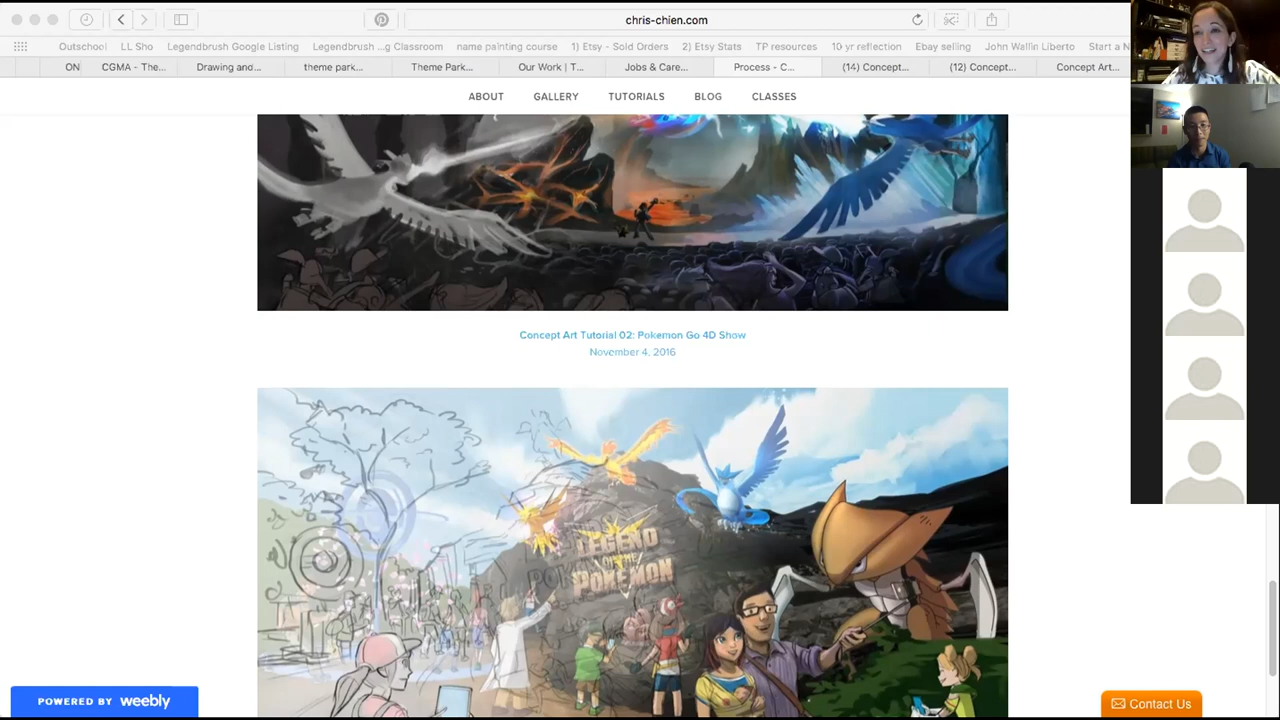 chris-chien.com
Outschool LL Sho Legendbrush Google Listing Legendbrush ...g Classroom name painting course 1) Etsy - Sold Orders 2) Etsy Stats TP resources 10 yr reflection Ebay selling John Wallin Liberto Start a N
ON CGMA - The... Drawing and... theme park... Theme Park Our Work | T... Jobs & Care... Process - C... (14) Concept... (12) Concept... Concept Art...
ABOUT GALLERY TUTORIALS BLOG CLASSES
Concept Art Tutorial 02: Pokemon Go 4D Show
November 4, 2016
LEGEND
OF THE
POKEMON
POWERED BY weebly
Contact Us